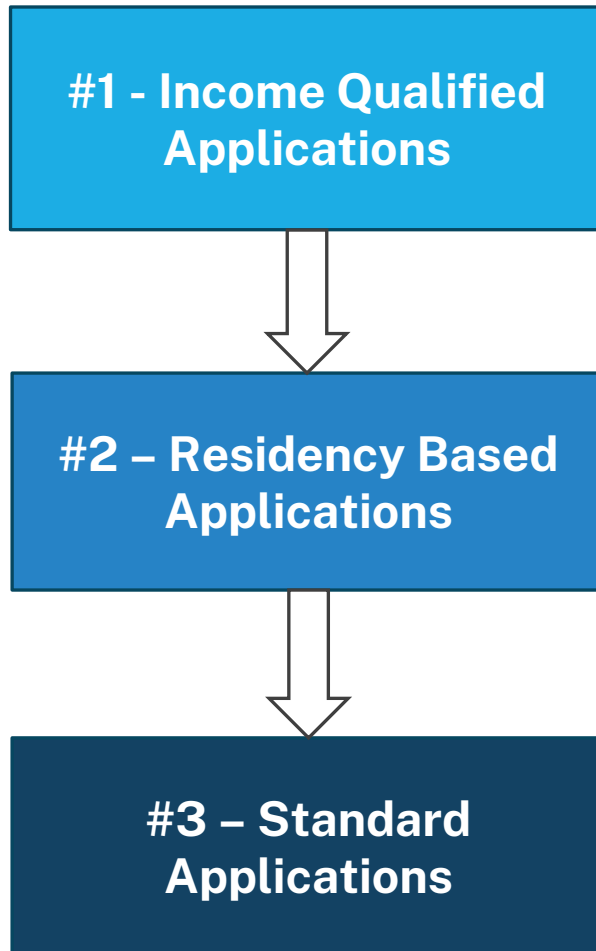 #1 - Income Qualified
Applications
#2 – Residency Based
Applications
#3 – Standard
Applications